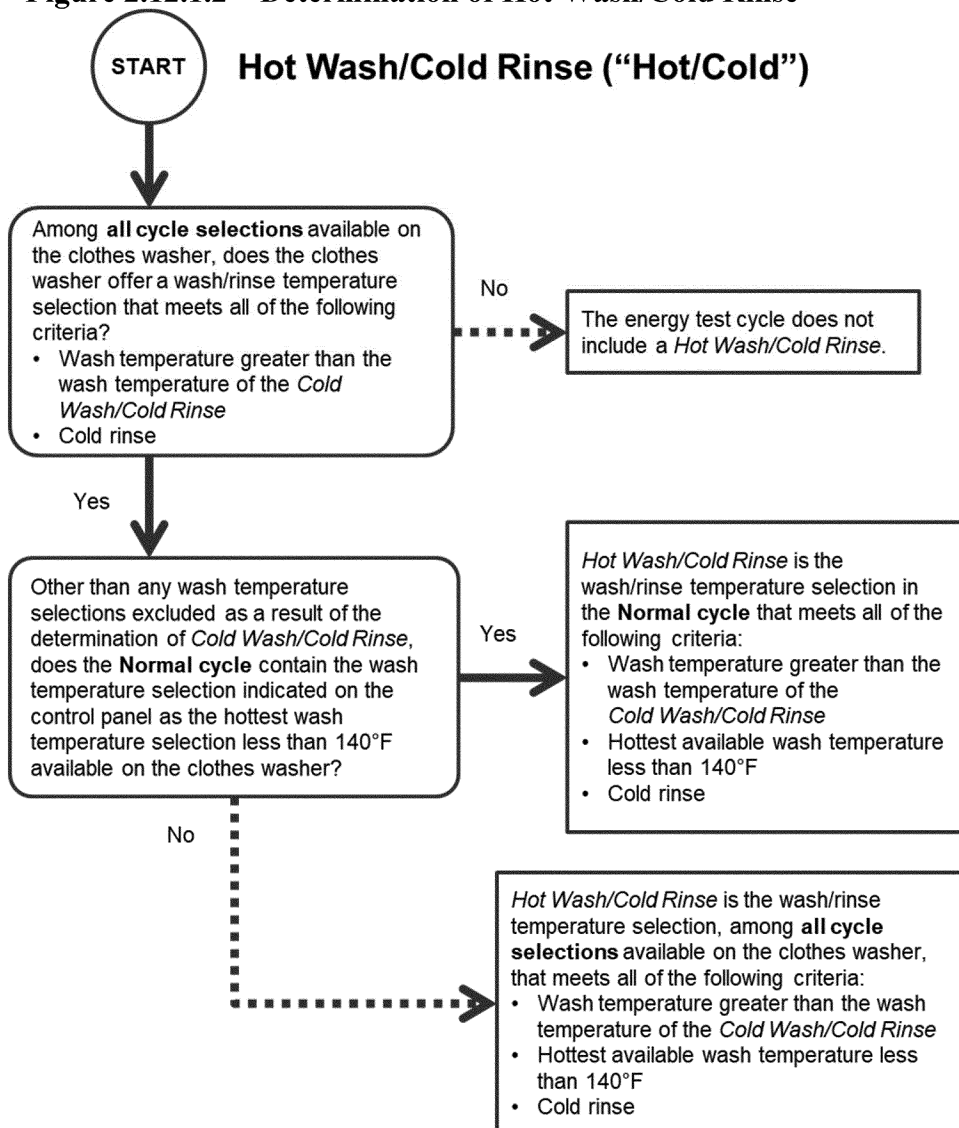 Figure 2.12.1.2 Determination of Hot Wash/Cold Rinse
START
Hot Wash/Cold Rinse (“Hot/Cold”)
Among all cycle selections available on
the clothes washer, does the clothes
washer offer a wash/rinse temperature
selection that meets all of the following
criteria?
• Wash temperature greater than the
wash temperature of the Cold
Wash/Cold Rinse
• Cold rinse
No
The energy test cycle does not
include a Hot Wash/Cold Rinse.
Yes
Other than any wash temperature
selections excluded as a result of the
determination of Cold Wash/Cold Rinse,
does the Normal cycle contain the wash
temperature selection indicated on the
control panel as the hottest wash
temperature selection less than 140°F
available on the clothes washer?
Yes
Hot Wash/Cold Rinse is the
wash/rinse temperature selection in
the Normal cycle that meets all of the
following criteria:
• Wash temperature greater than the
wash temperature of the
Cold Wash/Cold Rinse
• Hottest available wash temperature
less than 140°F
• Cold rinse
No
Hot Wash/Cold Rinse is the wash/rinse
temperature selection, among all cycle
selections available on the clothes washer,
that meets all of the following criteria:
• Wash temperature greater than the wash
temperature of the Cold Wash/Cold Rinse
• Hottest available wash temperature less
than 140°F
• Cold rinse